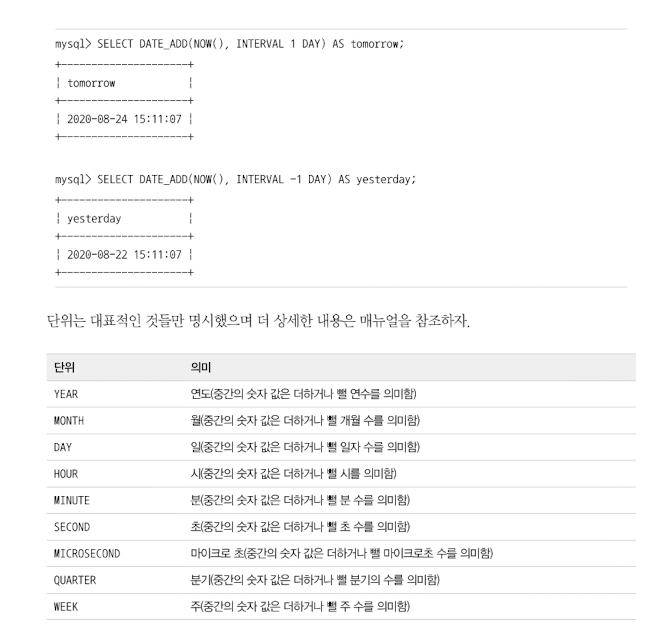 mysql> SELECT DATE_ADD(NOW(), INTERVAL 1 DAY) AS tomorrow;
+---------------------+
| tomorrow            |
+---------------------+
| 2020-08-24 15:11:07 |
+---------------------+
mysql> SELECT DATE_ADD(NOW(), INTERVAL -1 DAY) AS yesterday;
+---------------------+
| yesterday           |
+---------------------+
| 2020-08-22 15:11:07 |
+---------------------+
단위는 대표적인 것들만 명시했으며 더 상세한 내용은 매뉴얼을 참조하자.
단위 의미
YEAR 연도(중간의 숫자 값은 더하거나 뺄 연수를 의미함)
MONTH 월(중간의 숫자 값은 더하거나 뺄 개월 수를 의미함)
DAY 일(중간의 숫자 값은 더하거나 뺄 일자 수를 의미함)
HOUR 시(중간의 숫자 값은 더하거나 뺄 시를 의미함)
MINUTE 분(중간의 숫자 값은 더하거나 뺄 분 수를 의미함)
SECOND 초(중간의 숫자 값은 더하거나 뺄 초 수를 의미함)
MICROSECOND 마이크로 초(중간의 숫자 값은 더하거나 뺄 마이크로초 수를 의미함)
QUARTER 분기(중간의 숫자 값은 더하거나 뺄 분기의 수를 의미함)
WEEK 주(중간의 숫자 값은 더하거나 뺄 주 수를 의미함)